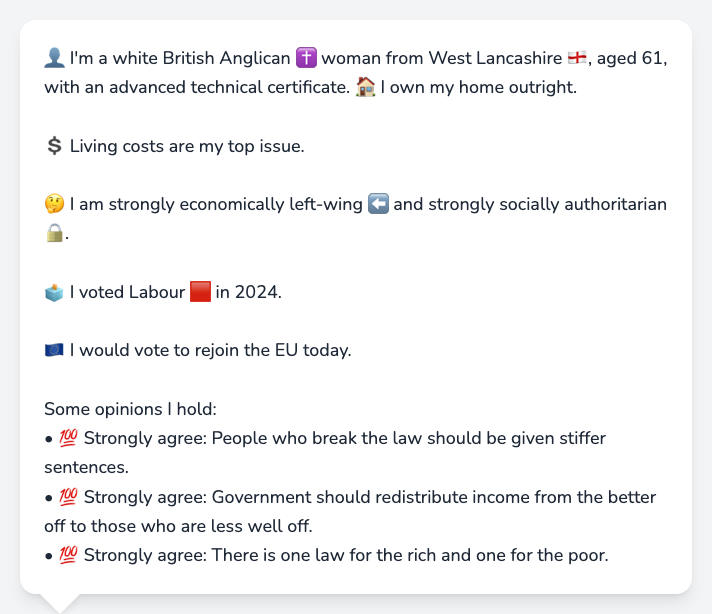 👤 I'm a white British Anglican ✝️ woman from West Lancashire 🏴󠁧󠁢󠁥󠁮󠁧󠁿, aged 61,
with an advanced technical certificate. 🏠 I own my home outright.
💲 Living costs are my top issue.
🤔 I am strongly economically left-wing ⬅️ and strongly socially authoritarian
🔒.
🗳️ I voted Labour 🟥 in 2024.
🇪🇺 I would vote to rejoin the EU today.
Some opinions I hold:
• 💯 Strongly agree: People who break the law should be given stiffer
sentences.
• 💯 Strongly agree: Government should redistribute income from the better
off to those who are less well off.
• 💯 Strongly agree: There is one law for the rich and one for the poor.